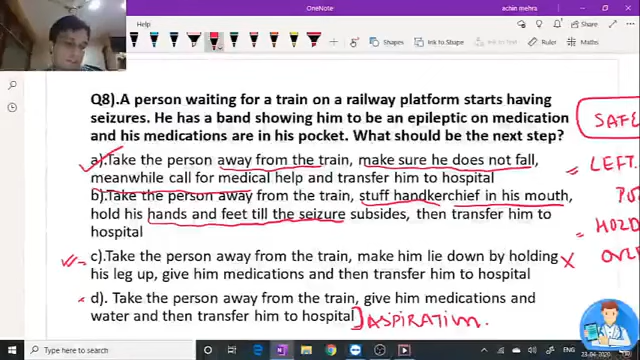 OneNote
achin mehra
Help
Shapes
Ink to Shape
Ruler
Maths
Q8).A person waiting for a train on a railway platform starts having
seizures. He has a band showing him to be an epileptic on medication
and his medications are in his pocket. What should be the next step?
a).Take the person away from the train, make sure he does not fall,
meanwhile call for medical help and transfer him to hospital
b).Take the person away from the train, stuff handkerchief in his mouth,
hold his hands and feet till the seizure subsides, then transfer him to
hospital
c).Take the person away from the train, make him lie down by holding
his leg up, give him medications and then transfer him to hospital
d). Take the person away from the train, give him medications and
water and then transfer him to hospital
ASPIRATION.
SAFE
= LEFT
Type here to search
23-04-2020